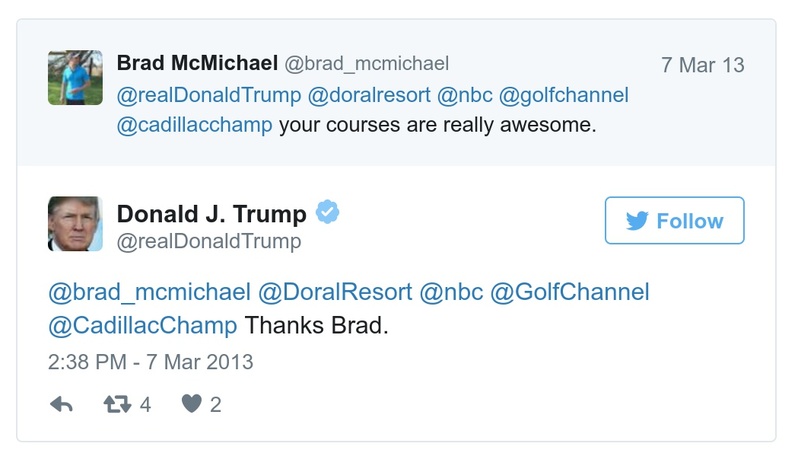 Brad McMichael @brad_mcmichael 7 Mar 13
@realDonaldTrump @doralresort @nbc @golfchannel
@cadillacchamp your courses are really awesome.
Donald J. Trump
Follow
@realDonaldTrump
@brad_mcmichael @DoralResort @nbc @GolfChannel
@CadillacChamp Thanks Brad.
2:38 PM - 7 Mar 2013
4 2